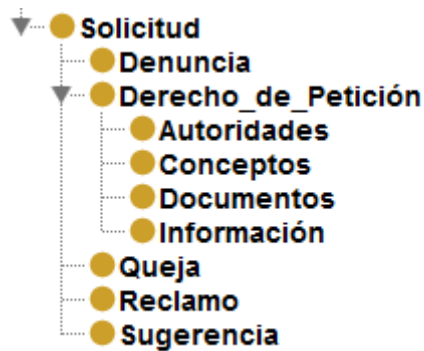 Solicitud
Denuncia
Derecho_de_Petición
Autoridades
Conceptos
Documentos
Información
Queja
Reclamo
Sugerencia